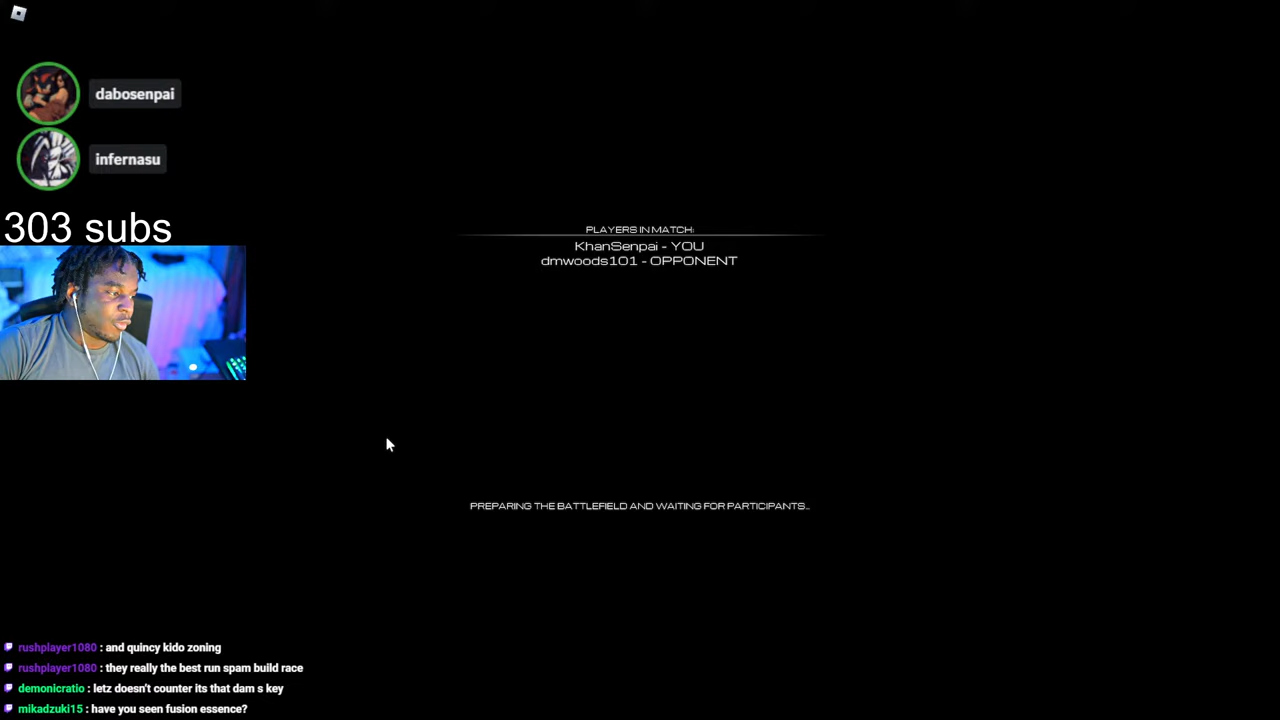 dabosenpai
infernasu
303 subs
PLAYERS IN MATCH:
KhanSenpai - YOU
dmwoods101 - OPPONENT
PREPARING THE BATTLEFIELD AND WAITING FOR PARTICIPANTS...
rushplayer1080 : and quincy kido zoning
rushplayer1080 : they really the best run spam build race
demonicratio : letz doesn't counter its that dam s key
mikadzuki15 : have you seen fusion essence?